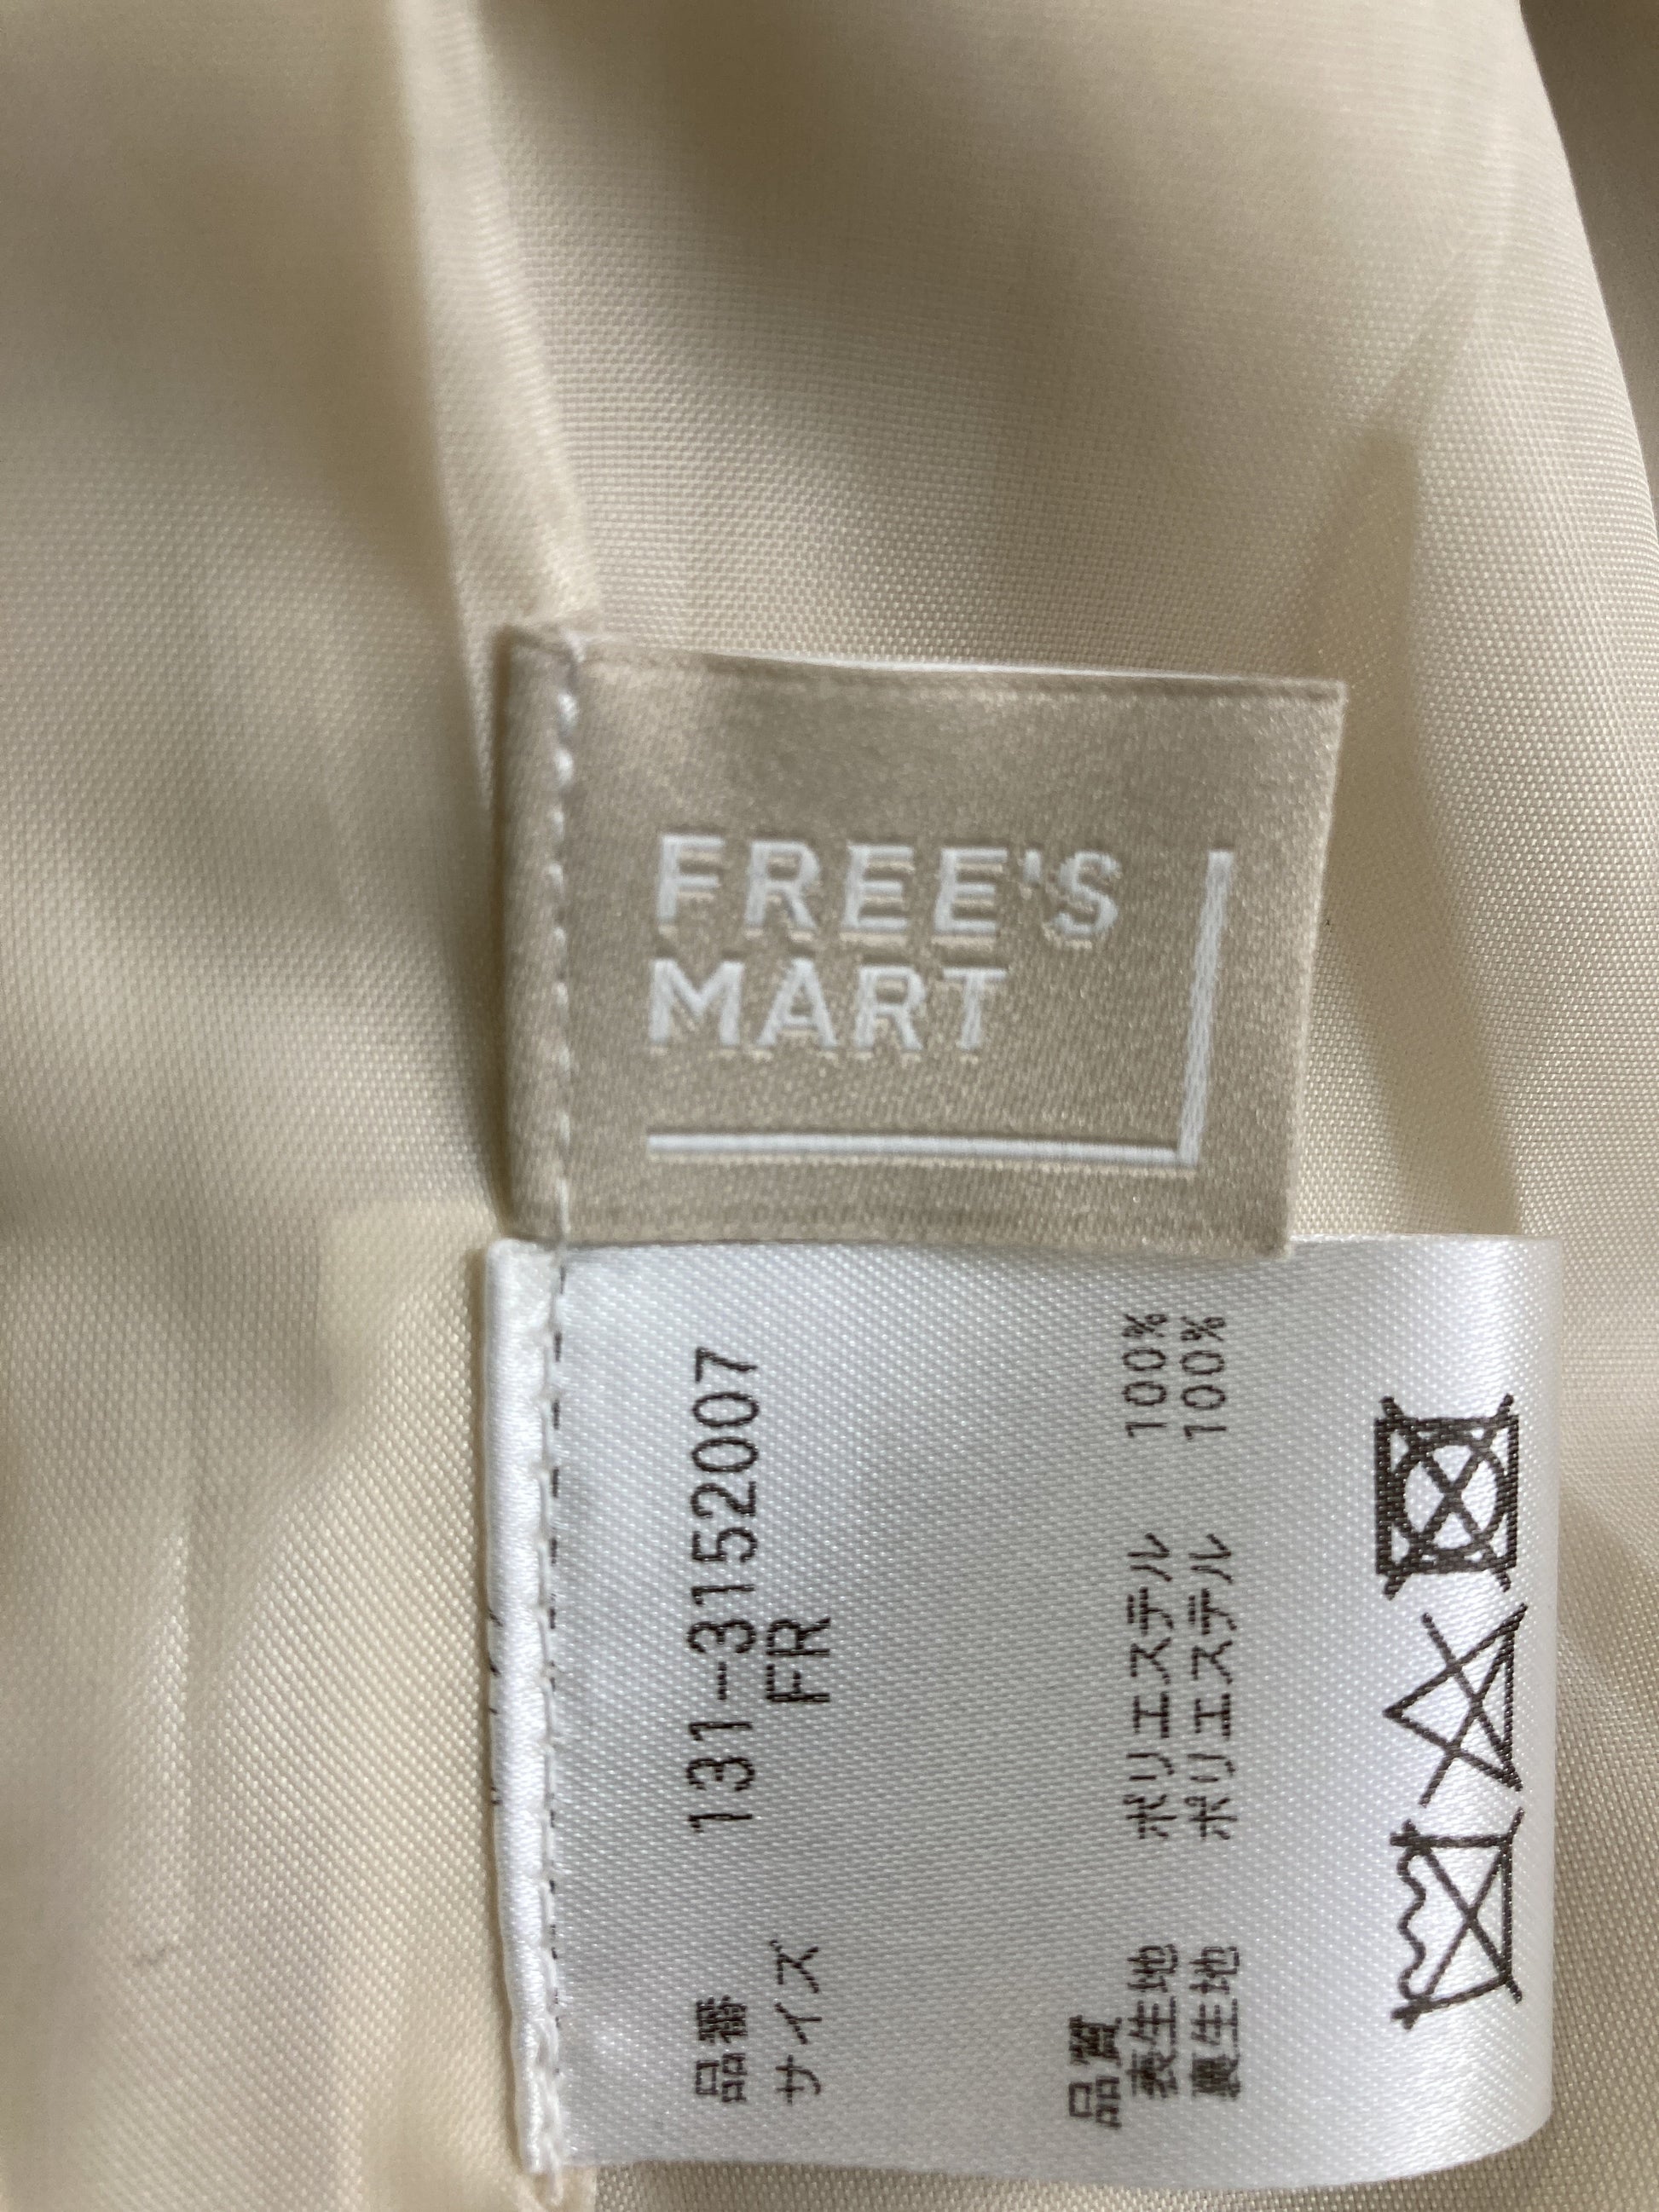 FREE'S
MART
品番 131-3152007
サイズ FR
品質
表生地 ポリエステル 100%
裏生地 ポリエステル 100%